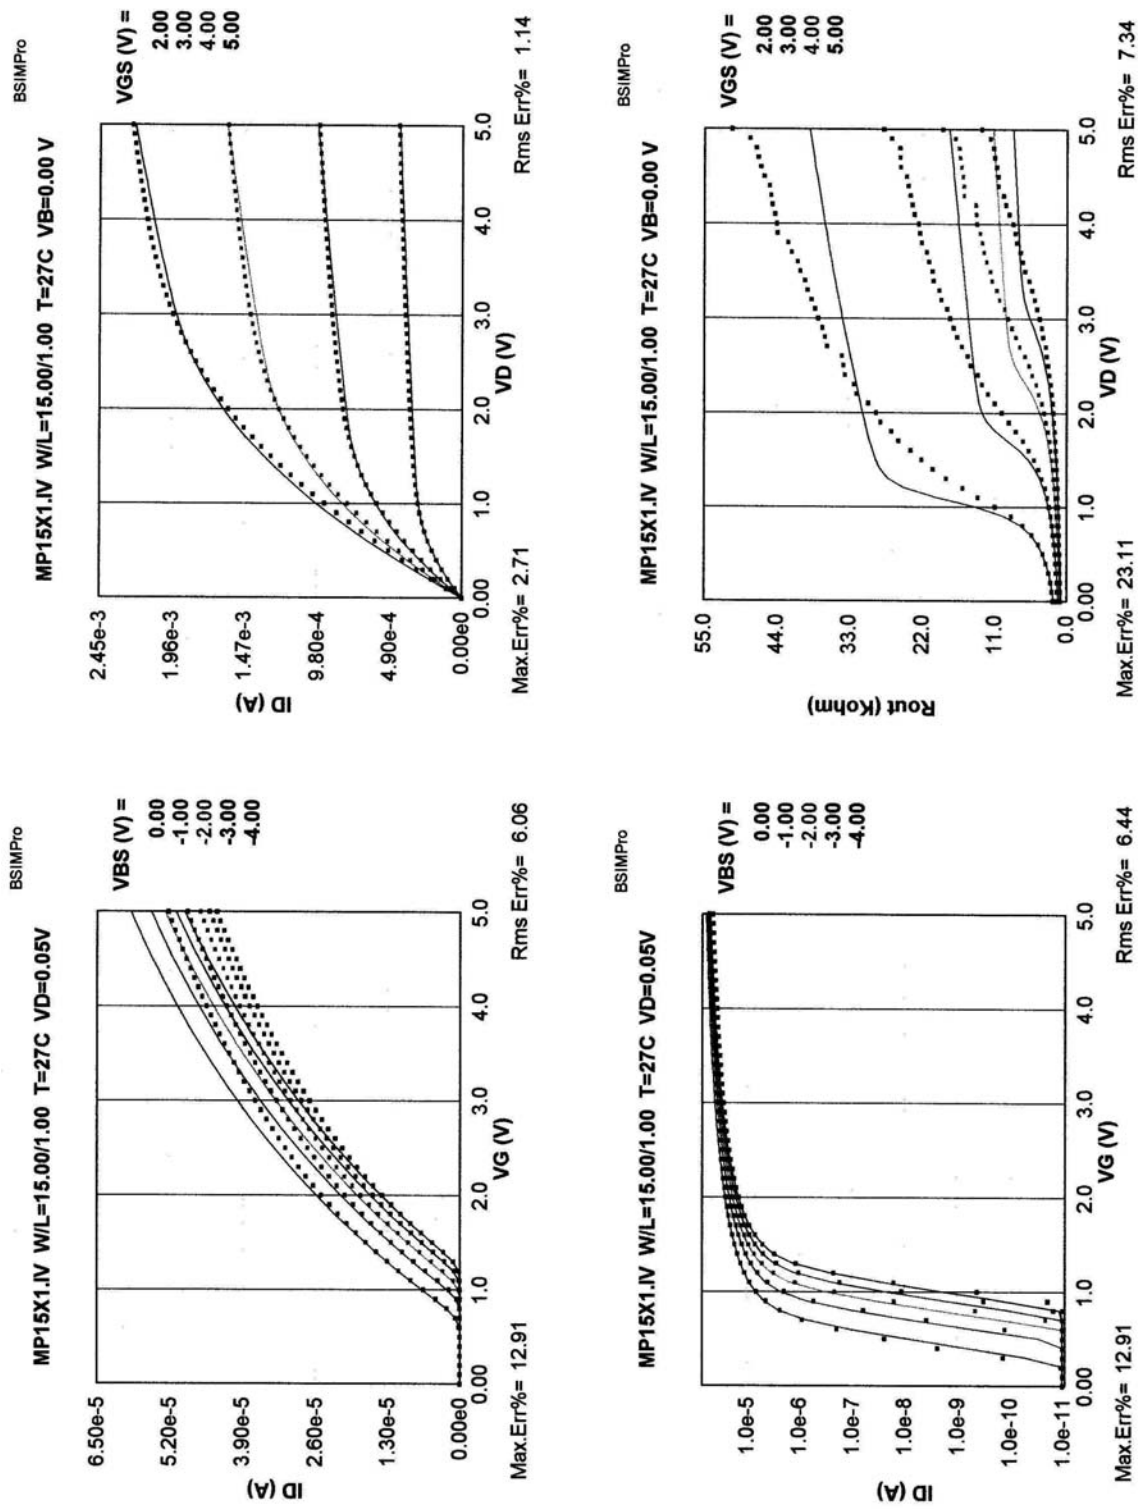 BSIMPro
MP15X1.IV W/L=15.00/1.00 T=27C VD=0.05V
VBS (V) =
0.00
-1.00
-2.00
-3.00
-4.00
6.50e-5
5.20e-5
3.90e-5
2.60e-5
1.30e-5
0.00e0
ID (A)
0.00 1.0 2.0 3.0 4.0 5.0
VG (V)
Max.Err%= 12.91 Rms Err%= 6.06
BSIMPro
MP15X1.IV W/L=15.00/1.00 T=27C VB=0.00 V
VGS (V) =
2.00
3.00
4.00
5.00
2.45e-3
1.96e-3
1.47e-3
9.80e-4
4.90e-4
0.00e0
ID (A)
0.00 1.0 2.0 3.0 4.0 5.0
VD (V)
Max.Err%= 2.71 Rms Err%= 1.14
BSIMPro
MP15X1.IV W/L=15.00/1.00 T=27C VD=0.05V
VBS (V) =
0.00
-1.00
-2.00
-3.00
-4.00
1.0e-5
1.0e-6
1.0e-7
1.0e-8
1.0e-9
1.0e-10
1.0e-11
ID (A)
0.00 1.0 2.0 3.0 4.0 5.0
VG (V)
Max.Err%= 12.91 Rms Err%= 6.44
BSIMPro
MP15X1.IV W/L=15.00/1.00 T=27C VB=0.00 V
VGS (V) =
2.00
3.00
4.00
5.00
55.0
44.0
33.0
22.0
11.0
0.0
Rout (Kohm)
0.00 1.0 2.0 3.0 4.0 5.0
VD (V)
Max.Err%= 23.11 Rms Err%= 7.34